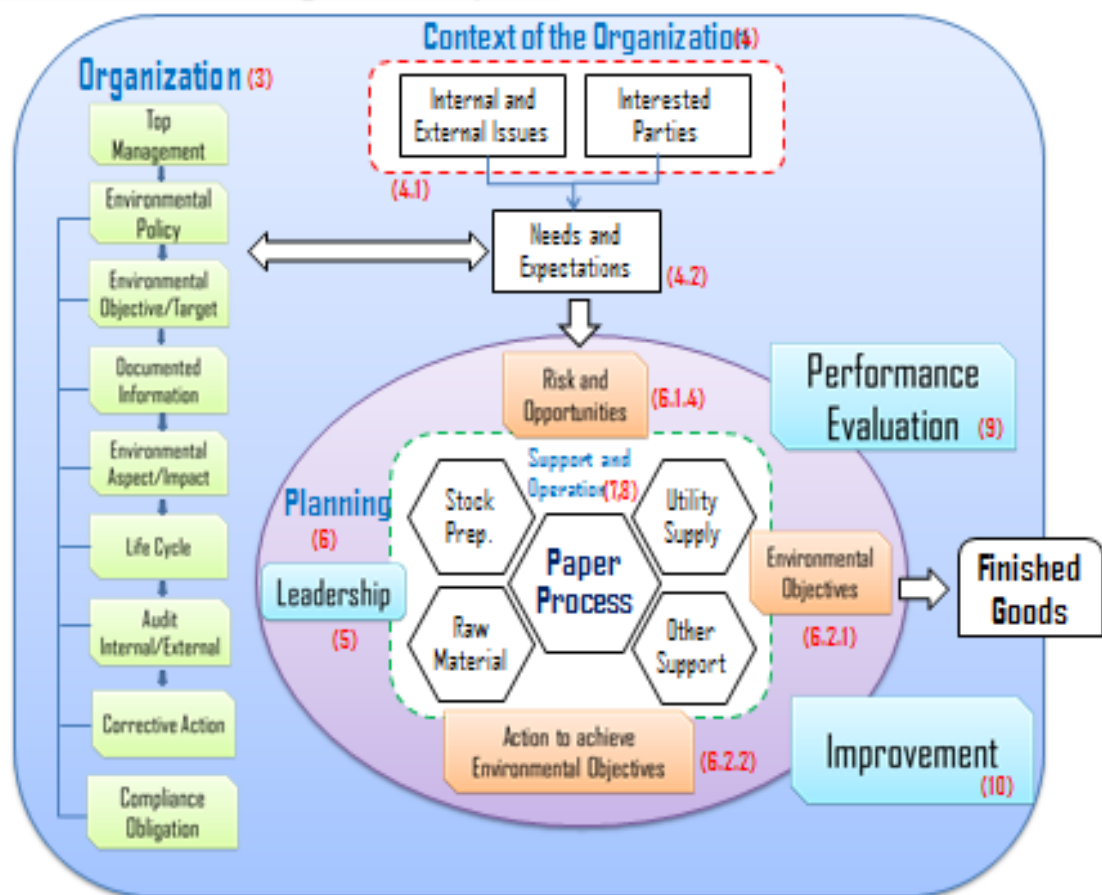 Context of the Organization (4)
Organization (3)
Internal and
External Issues
Interested
Parties
(4.1)
Top
Management
Environmental
Policy
Environmental
Objective/Target
Documented
Information
Environmental
Aspect/Impact
Life Cycle
Audit
Internal/External
Corrective Action
Compliance
Obligation
Needs and
Expectations
(4.2)
Risk and
Opportunities
(6.1.4)
Performance
Evaluation (9)
Support and
Operation (7,8)
Planning
(6)
Leadership
(5)
Stock
Prep.
Utility
Supply
Paper
Process
Raw
Material
Other
Support
Environmental
Objectives
(6.2.1)
Finished
Goods
Action to achieve
Environmental Objectives
(6.2.2)
Improvement
(10)